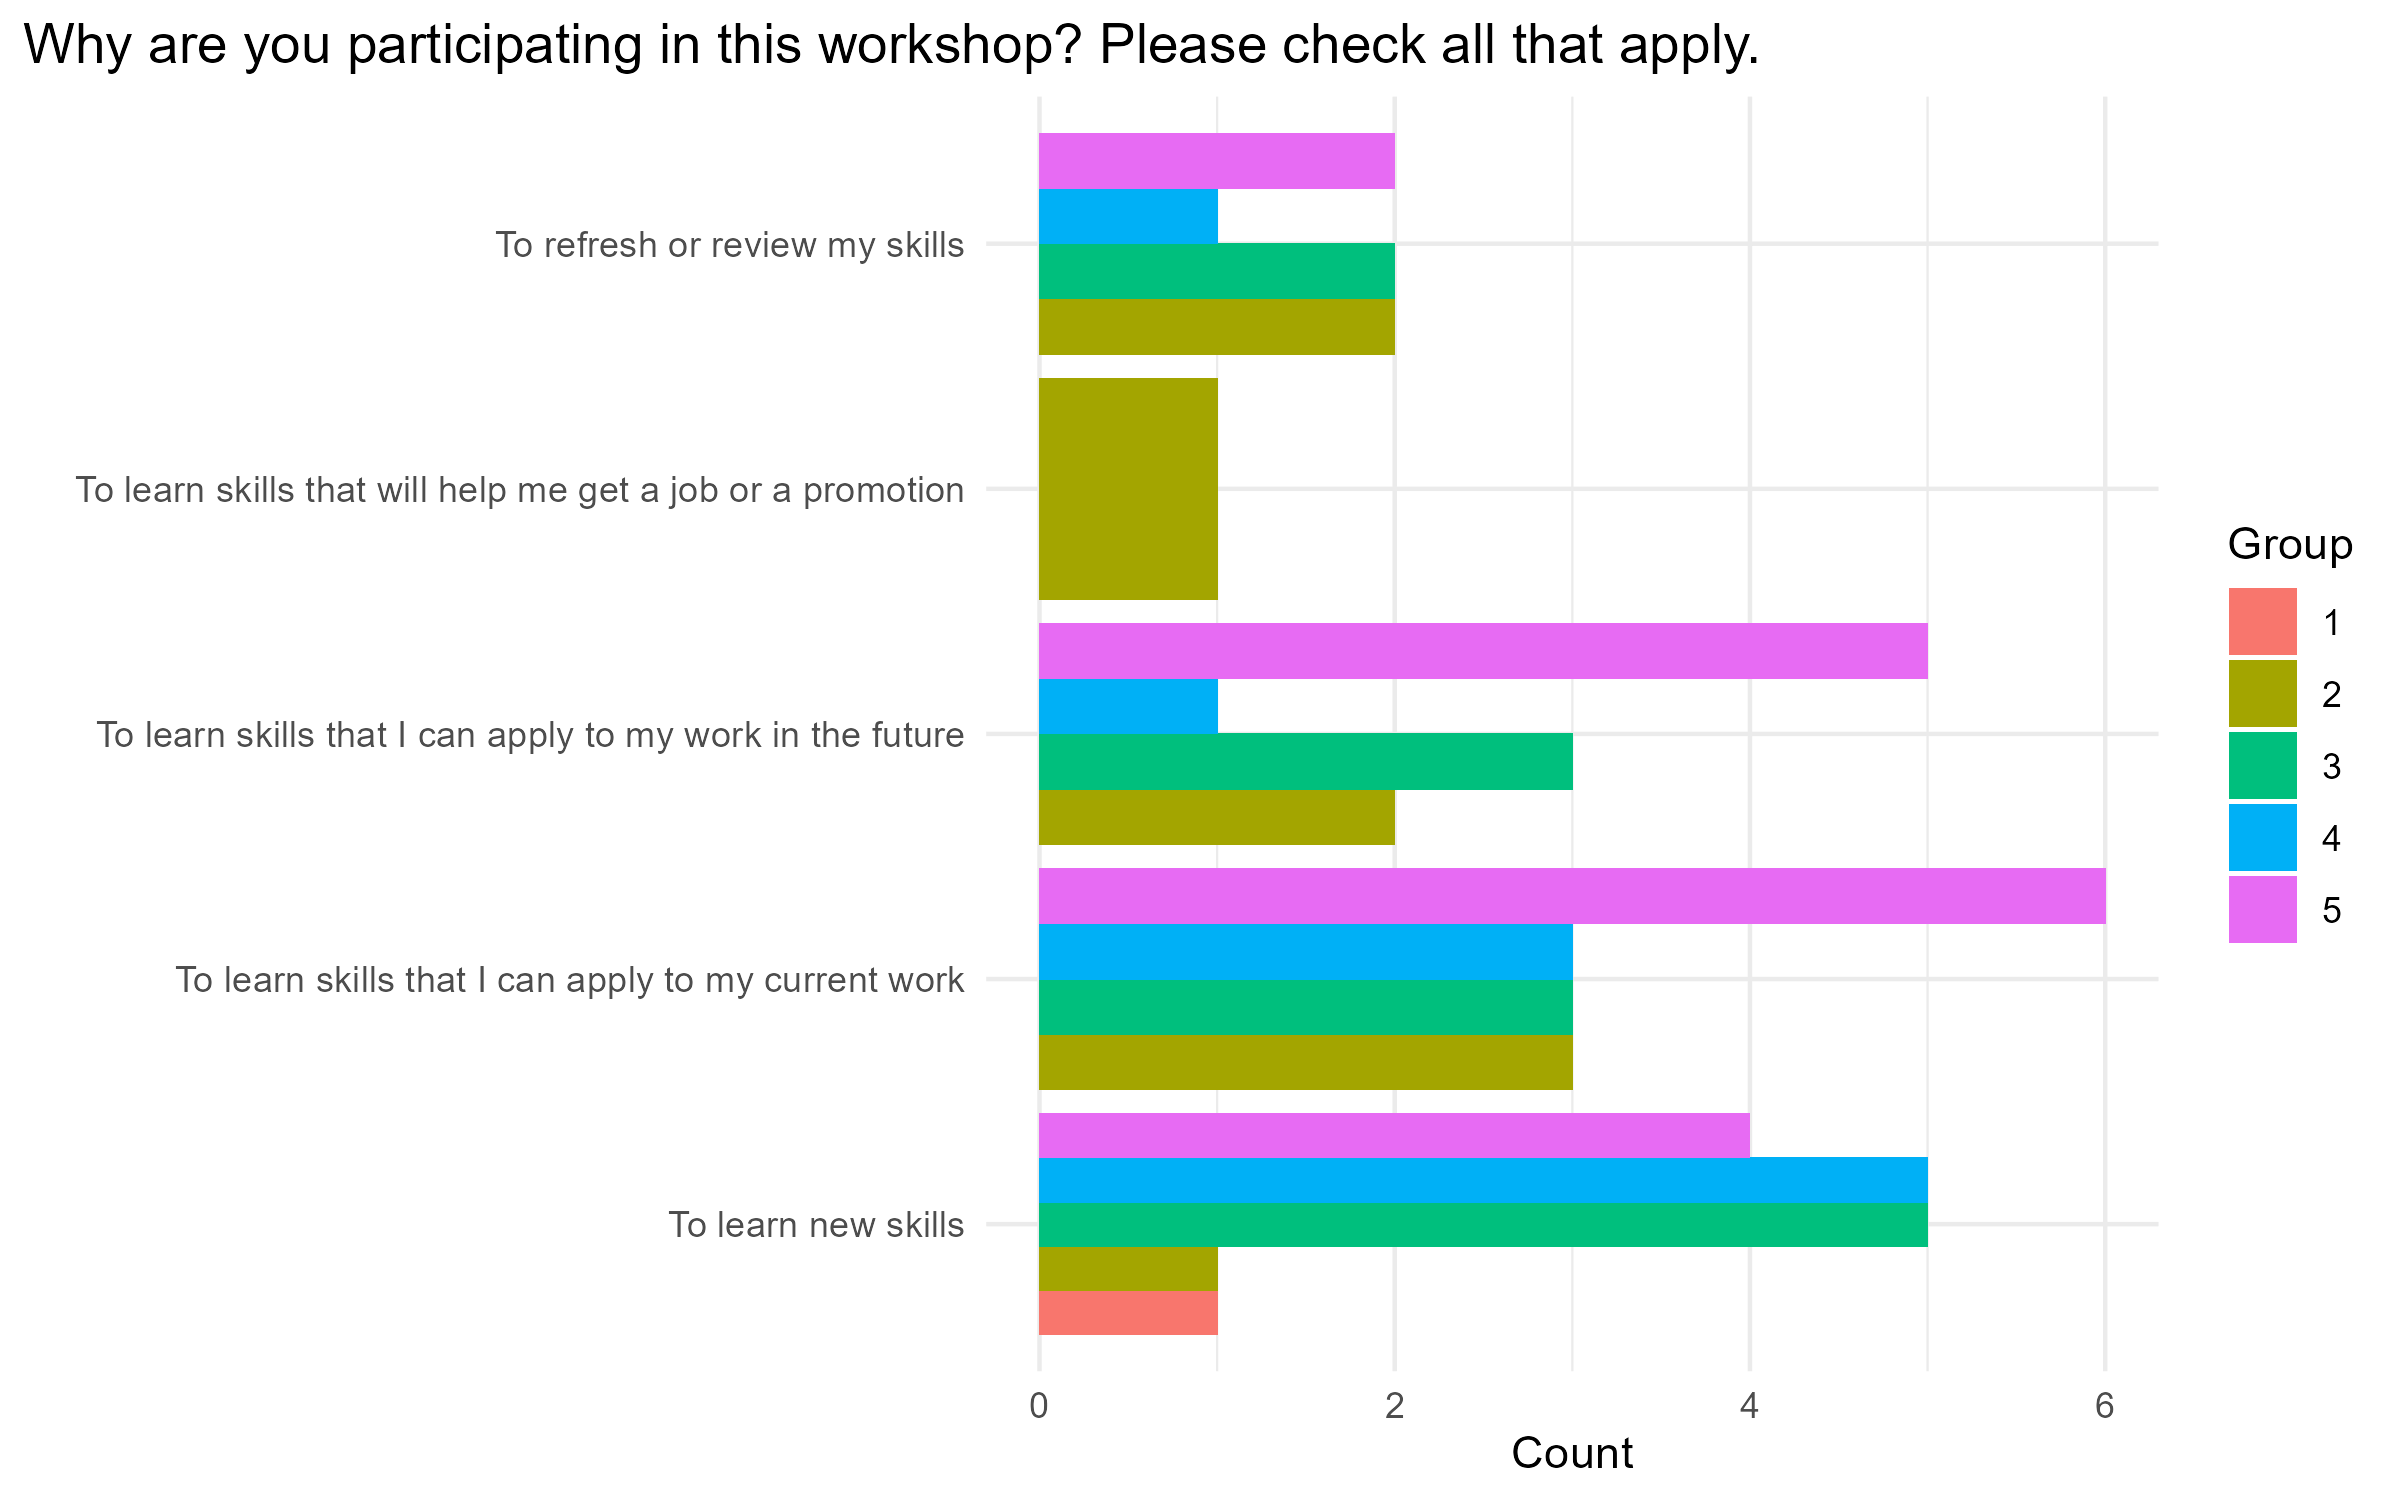 Why are you participating in this workshop? Please check all that apply.
To refresh or review my skills
To learn skills that will help me get a job or a promotion
To learn skills that I can apply to my work in the future
To learn skills that I can apply to my current work
To learn new skills
0 2 4 6
Count
Group
1
2
3
4
5